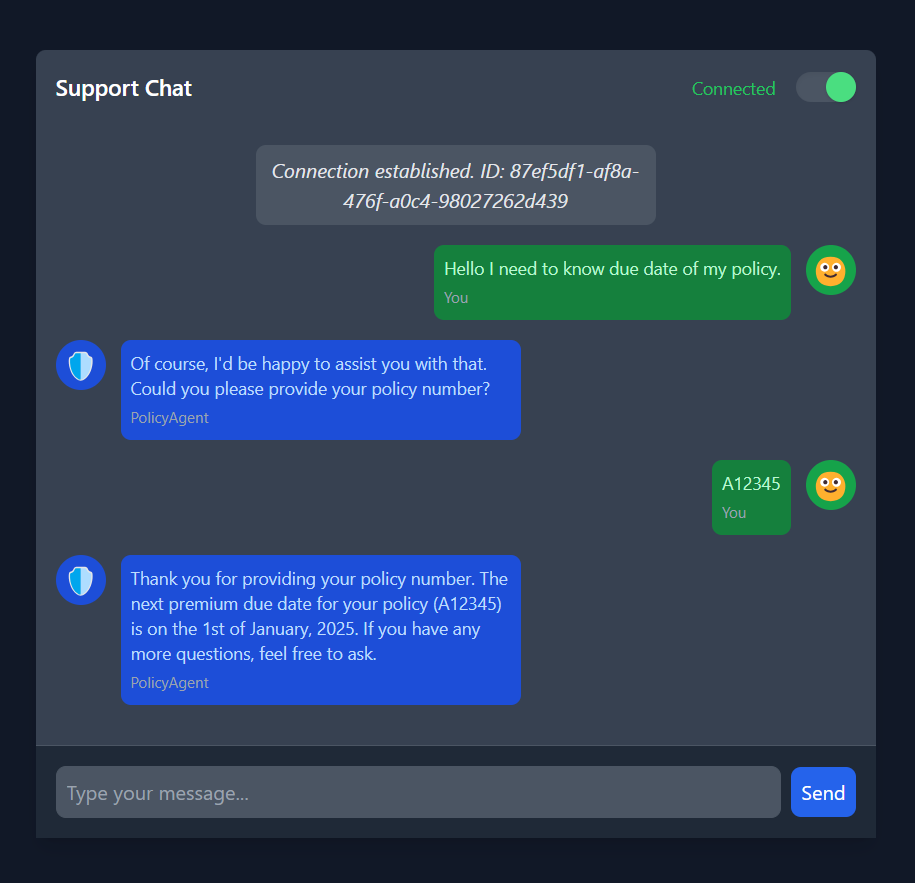 Support Chat
Connected
Connection established. ID: 87ef5df1-af8a-
476f-a0c4-98027262d439
Hello I need to know due date of my policy.
You
Of course, I'd be happy to assist you with that.
Could you please provide your policy number?
PolicyAgent
A12345
You
Thank you for providing your policy number. The
next premium due date for your policy (A12345)
is on the 1st of January, 2025. If you have any
more questions, feel free to ask.
PolicyAgent
Type your message...
Send